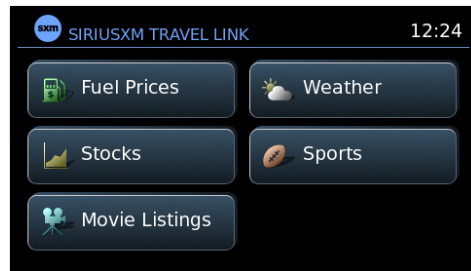 sxm SIRIUSXM TRAVEL LINK 12:24
Fuel Prices Weather
Stocks Sports
Movie Listings